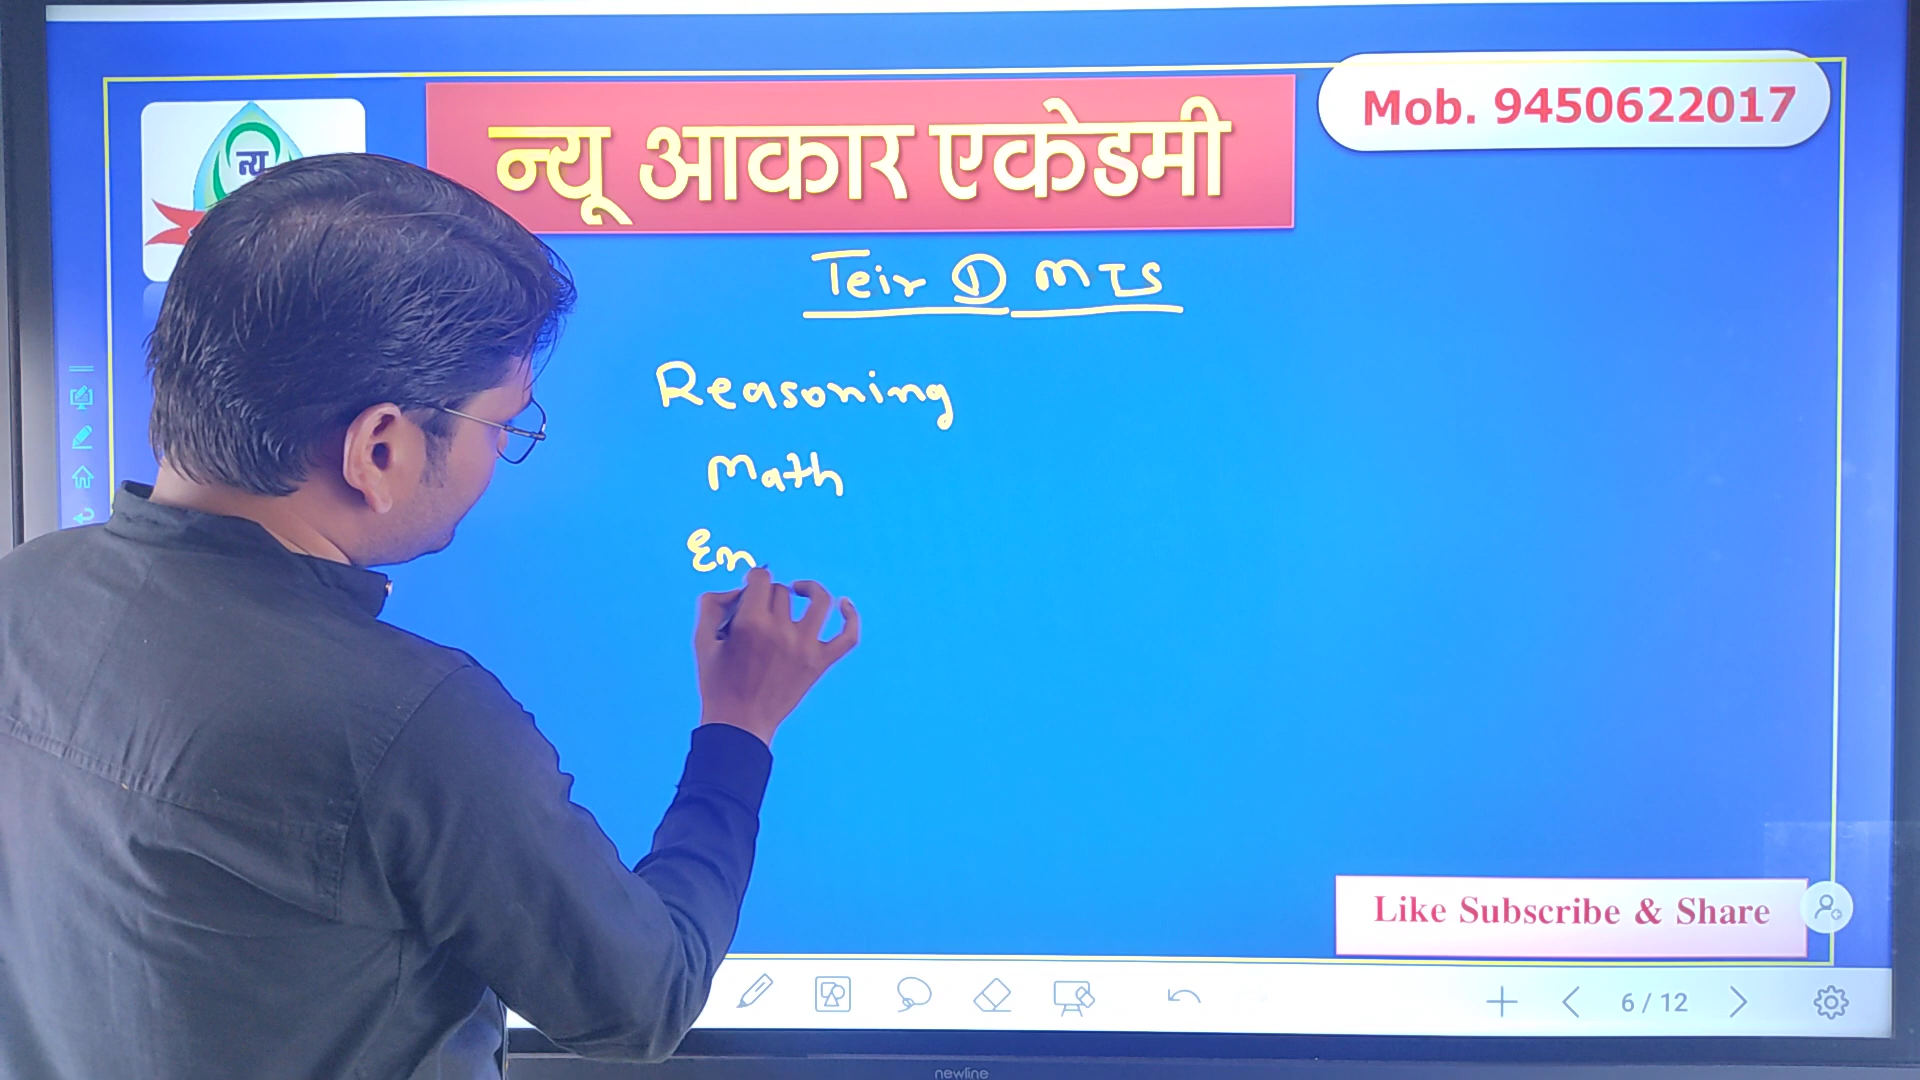 न्यू
न्यू आकार एकेडमी
Mob. 9450622017
Teir ① MTS
Reasoning
Math
En
Like Subscribe & Share
6 / 12
newline